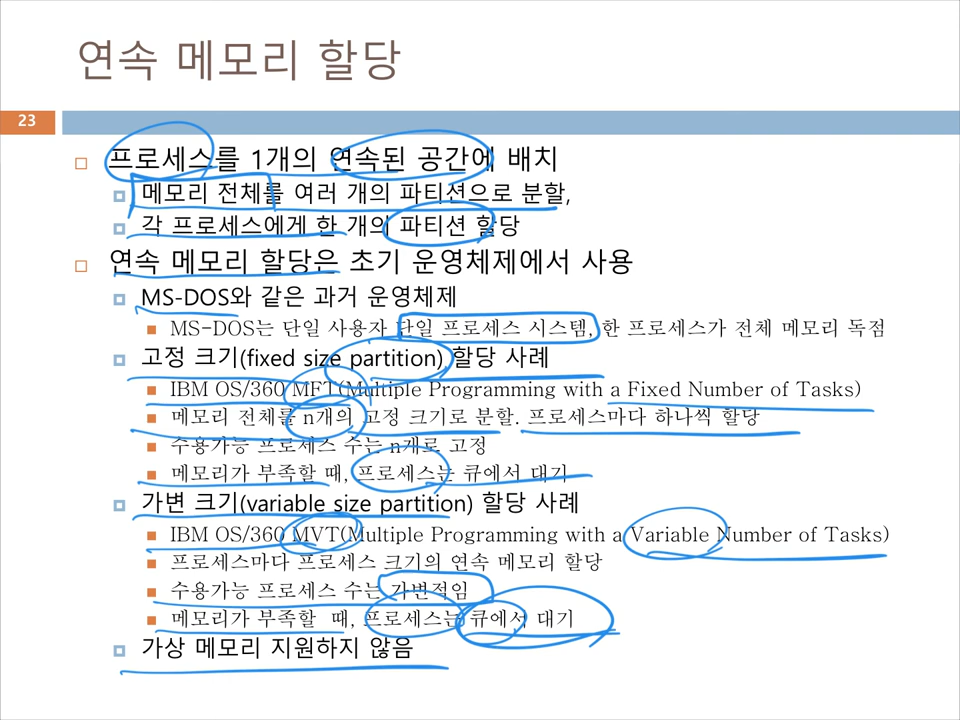 연속 메모리 할당
23
프로세스를 1개의 연속된 공간에 배치
메모리 전체를 여러 개의 파티션으로 분할,
각 프로세스에게 한 개의 파티션 할당
연속 메모리 할당은 초기 운영체제에서 사용
MS-DOS와 같은 과거 운영체제
MS-DOS는 단일 사용자 단일 프로세스 시스템, 한 프로세스가 전체 메모리 독점
고정 크기(fixed size partition) 할당 사례
IBM OS/360 MFT(Multiple Programming with a Fixed Number of Tasks)
메모리 전체를 n개의 고정 크기로 분할. 프로세스마다 하나씩 할당
수용가능 프로세스 수는 n개로 고정
메모리가 부족할 때, 프로세스는 큐에서 대기
가변 크기(variable size partition) 할당 사례
IBM OS/360 MVT(Multiple Programming with a Variable Number of Tasks)
프로세스마다 프로세스 크기의 연속 메모리 할당
수용가능 프로세스 수는 가변적임
메모리가 부족할 때, 프로세스는 큐에서 대기
가상 메모리 지원하지 않음